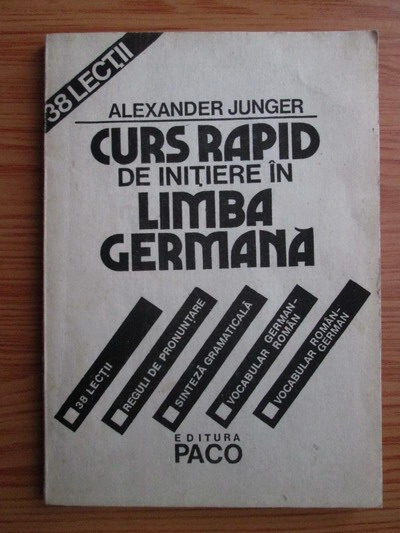 38 LECȚII
ALEXANDER JUNGER
CURS RAPID
DE INIȚIERE ÎN
LIMBA
GERMANĂ
38 LECȚII
REGULI DE PRONUNȚARE
SINTEZĂ GRAMATICALĂ
VOCABULAR GERMAN-
ROMÂN
VOCABULAR ROMÂN-
GERMAN
EDITURA
PACO